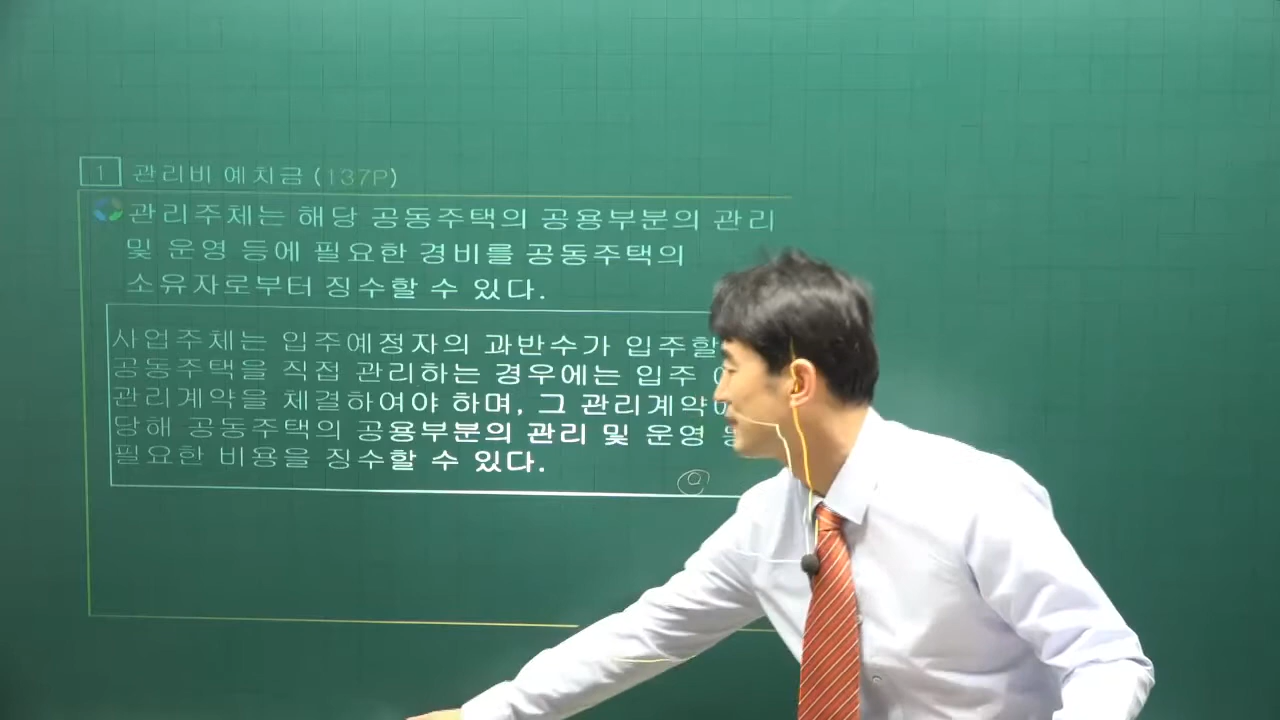 1 관리비 예치금 (137P)
관리주체는 해당 공동주택의 공용부분의 관리
및 운영 등에 필요한 경비를 공동주택의
소유자로부터 징수할 수 있다.
사업주체는 입주예정자의 과반수가 입주할
공동주택을 직접 관리하는 경우에는 입주
관리계약을 체결하여야 하며, 그 관리계약에
당해 공동주택의 공용부분의 관리 및 운영
필요한 비용을 징수할 수 있다.